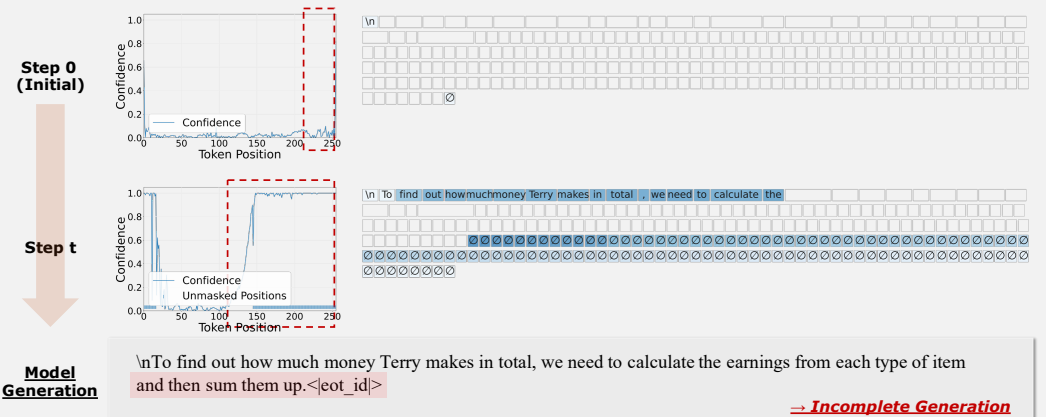 Step 0
(Initial)
Confidence
1.0
0.8
0.6
0.4
0.2
0.0
Confidence
0 50 100 150 200 250
Token Position
\n
∅
Step t
Confidence
1.0
0.8
0.6
0.4
0.2
0.0
Confidence
Unmasked Positions
0 50 100 150 200 250
Token Position
\n To find out how much money Terry makes in total , we need to calculate the
∅∅∅∅∅∅∅∅∅∅∅∅∅∅∅∅∅∅∅∅∅∅∅∅∅∅∅∅∅∅∅∅∅∅∅∅∅∅∅∅∅∅∅∅∅∅∅∅
∅∅∅∅∅∅∅∅∅∅∅∅∅∅∅∅∅∅∅∅∅∅∅∅∅∅∅∅∅∅∅∅∅∅∅∅∅∅∅∅∅∅∅∅∅∅∅∅∅∅∅∅∅∅∅∅∅
∅∅∅∅∅∅∅∅
Model
Generation
\nTo find out how much money Terry makes in total, we need to calculate the earnings from each type of item
and then sum them up.<|eot_id|>
→ Incomplete Generation